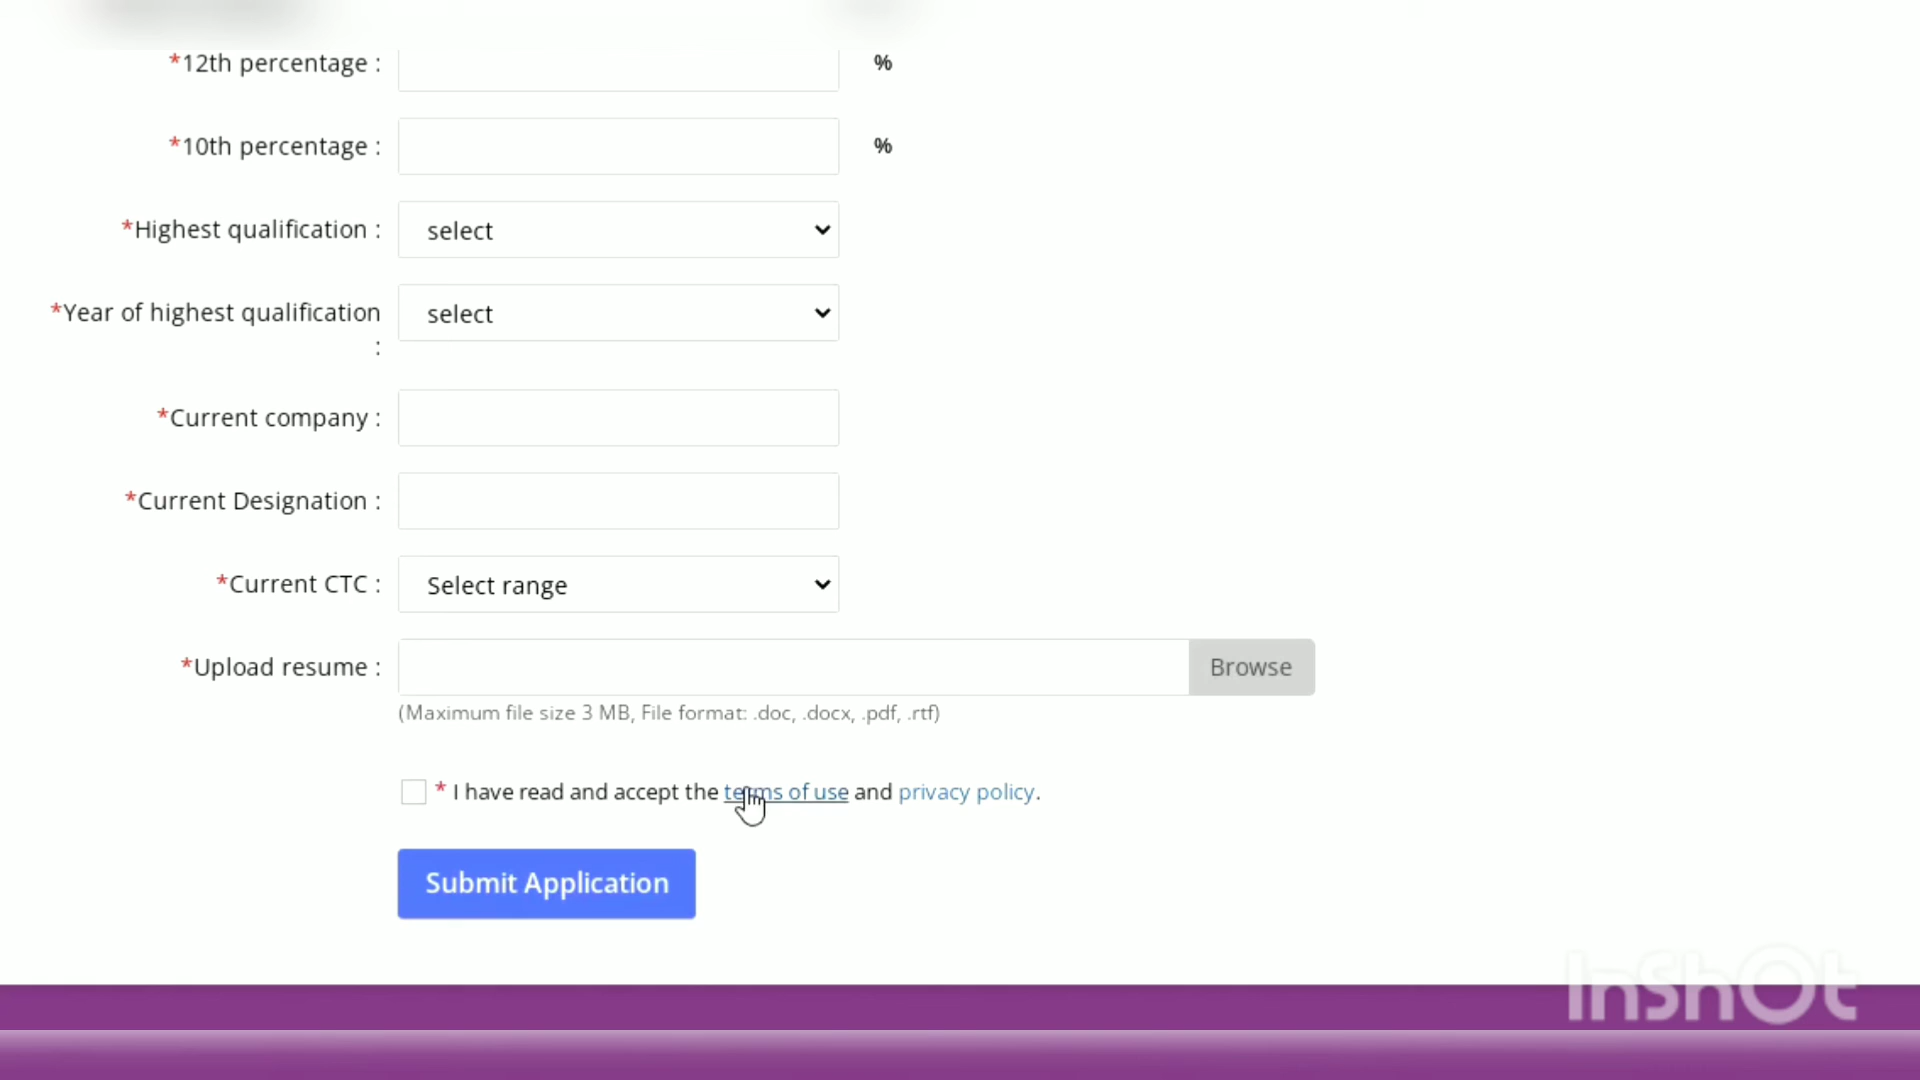 *12th percentage : %
*10th percentage : %
*Highest qualification : select
*Year of highest qualification : select
*Current company :
*Current Designation :
*Current CTC : Select range
*Upload resume : Browse
(Maximum file size 3 MB, File format: .doc, .docx, .pdf, .rtf)
* I have read and accept the terms of use and privacy policy.
Submit Application
InShOt